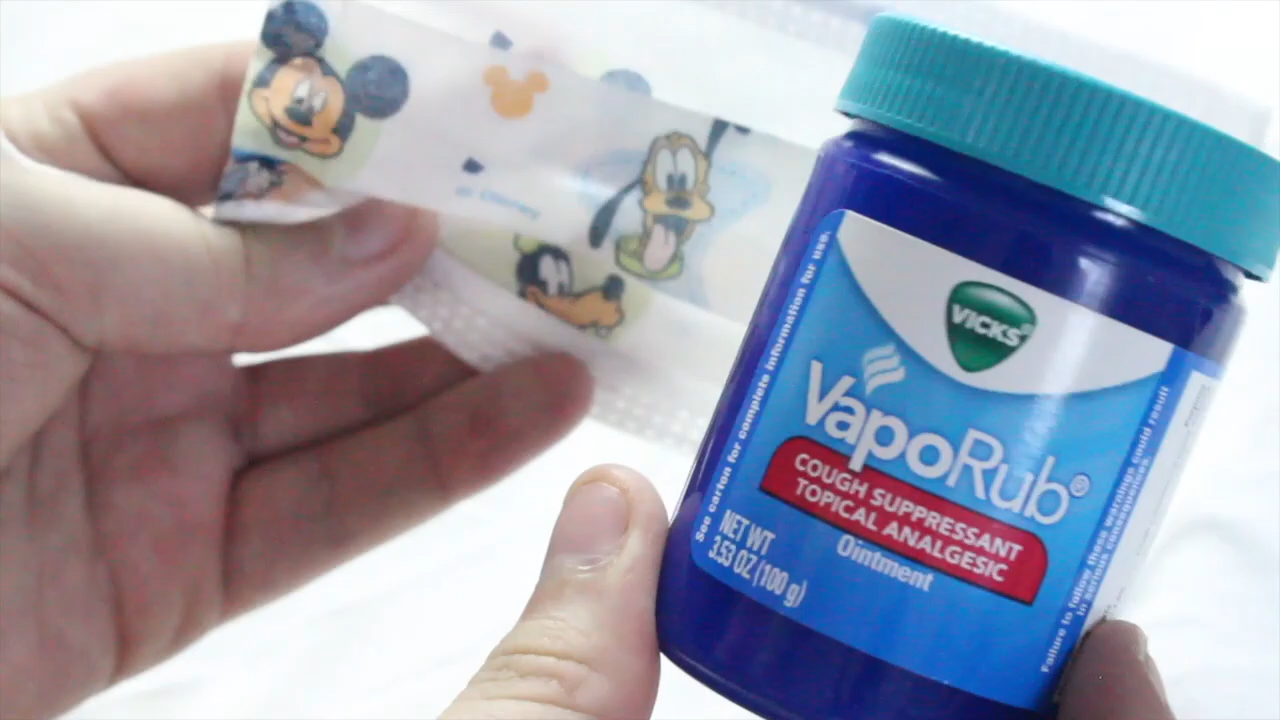 © Disney
See carton for complete information for use.
VICKS®
VapoRub®
COUGH SUPPRESSANT
TOPICAL ANALGESIC
Ointment
NET WT
3.53 OZ (100 g)
Failure to follow these warnings could result
in serious consequences.